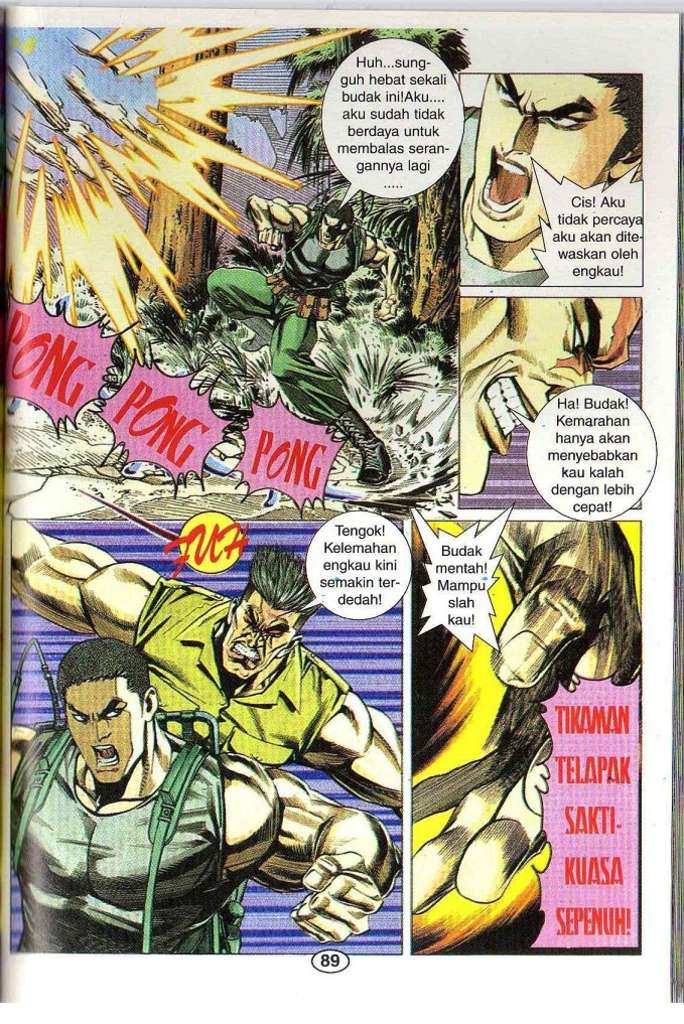 Huh...sung-
guh hebat sekali
budak ini!Aku....
aku sudah tidak
berdaya untuk
membalas seran-
gannya lagi
.....
Cis! Aku
tidak percaya
aku akan dite-
waskan oleh
engkau!
PONG
PONG
PONG
Ha! Budak!
Kemarahan
hanya akan
menyebabkan
kau kalah
dengan lebih
cepat!
FUH
Tengok!
Kelemahan
engkau kini
semakin ter-
dedah!
Budak
mentah!
Mampu
slah
kau!
TIKAMAN
TELAPAK
SAKTI-
KUASA
SEPENUH!
89